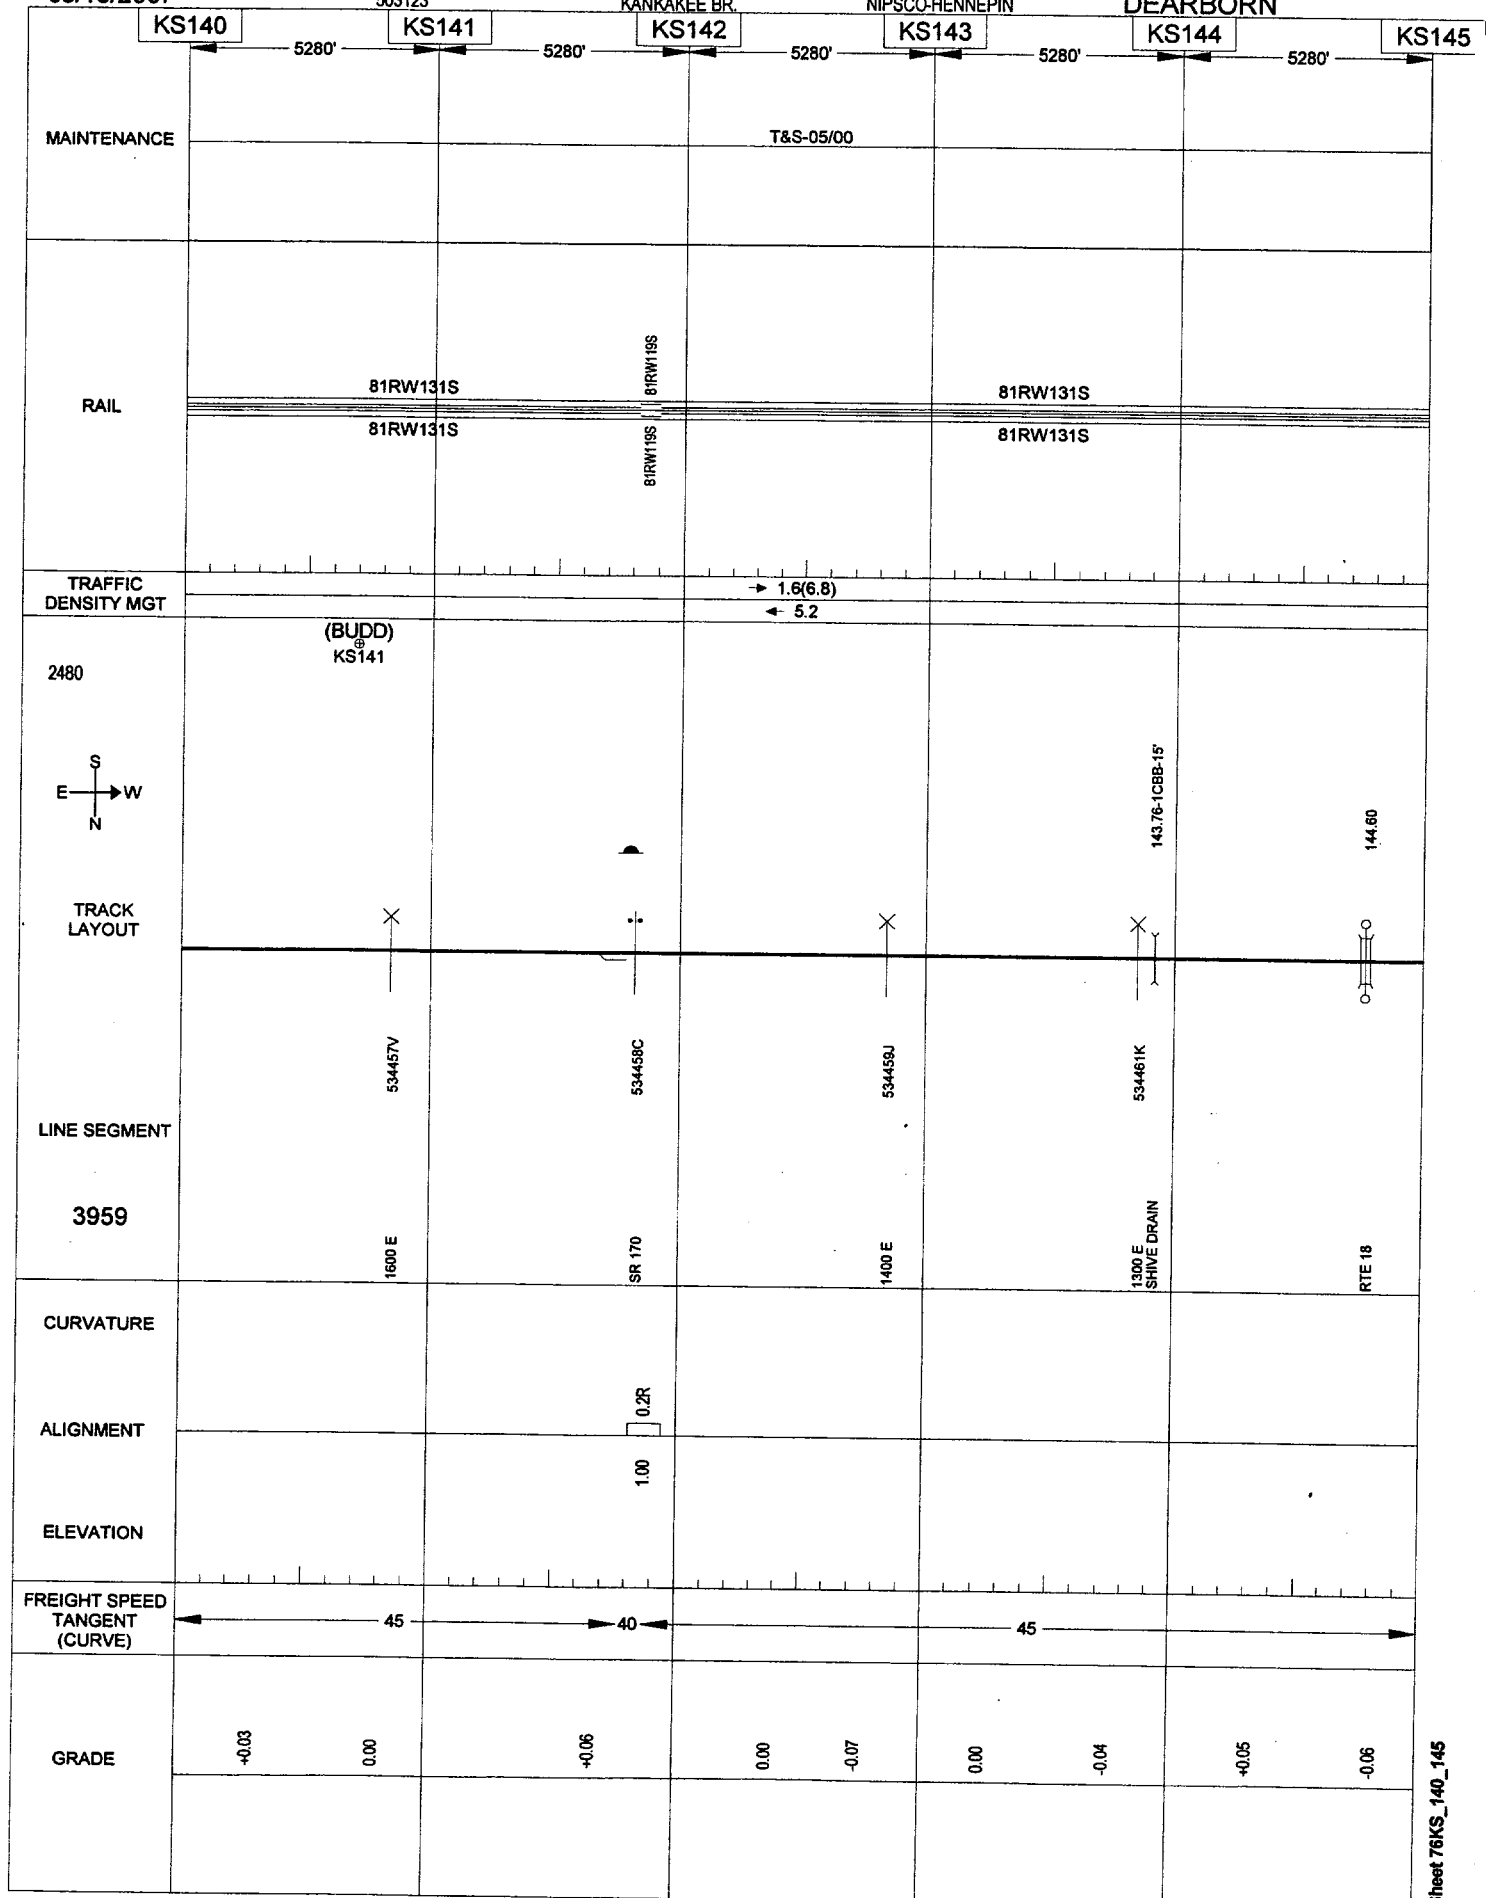 503123
KANKAKEE BR.
NIPSCO-HENNEPIN
DEARBORN
KS140
KS141
KS142
KS143
KS144
KS145
5280'
5280'
5280'
5280'
5280'
MAINTENANCE
T&S-05/00
RAIL
81RW131S
81RW119S
81RW131S
81RW131S
81RW119S
81RW131S
TRAFFIC
DENSITY MGT
1.6(6.8)
5.2
(BUDD)
KS141
2480
S
E
W
N
143.76-1CBB-15'
144.60
TRACK
LAYOUT
534457V
534458C
534459J
534461K
LINE SEGMENT
3959
1600 E
SR 170
1400 E
1300 E
SHIVE DRAIN
RTE 18
CURVATURE
ALIGNMENT
0.2R
1.00
ELEVATION
FREIGHT SPEED
TANGENT
(CURVE)
45
40
45
GRADE
+0.03
0.00
+0.06
0.00
-0.07
0.00
-0.04
+0.05
-0.06
Sheet 76KS_140_145